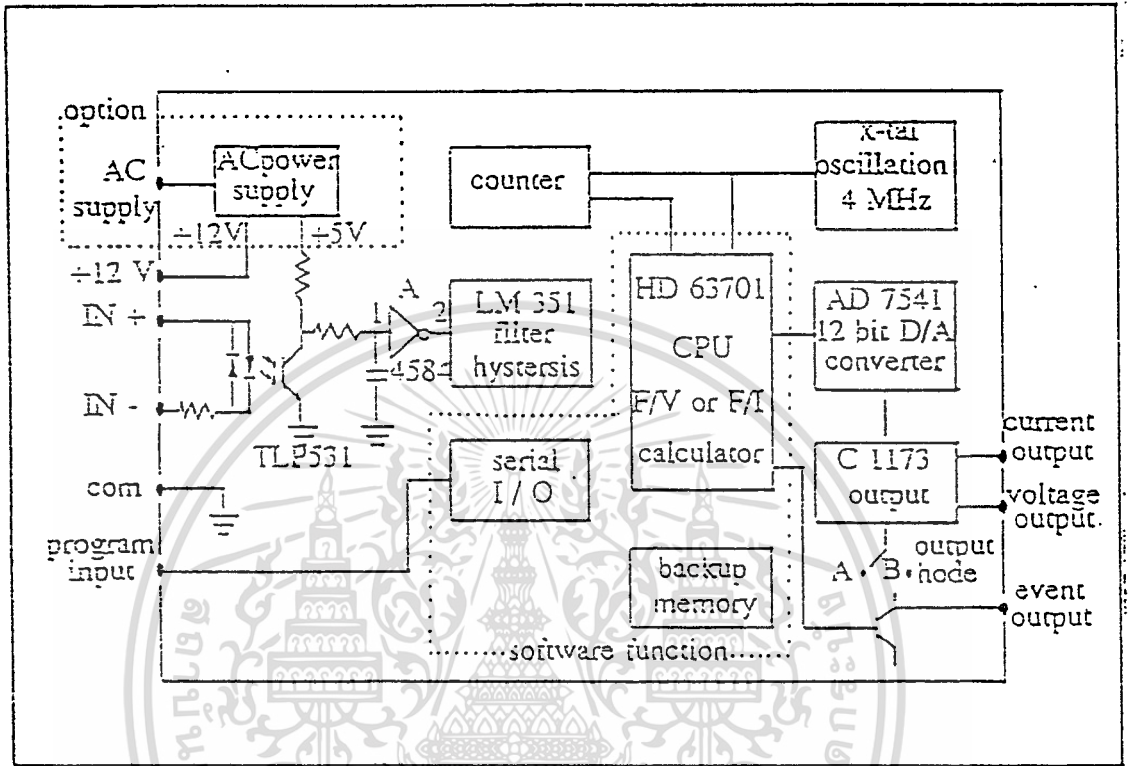 option
AC
supply
ACpower
supply
+12V
+5V
+12 V
IN +
IN -
com
program
input
TLP531
1
A
2
4584
LM 351
filter
hystersis
serial
I / O
counter
x-tal
oscillation
4 MHz
HD 63701
CPU
F/V or F/I
calculator
backup
memory
software function
AD 7541
12 bit D/A
converter
C 1173
output
current
output
voltage
output
A
B
output
node
event
output